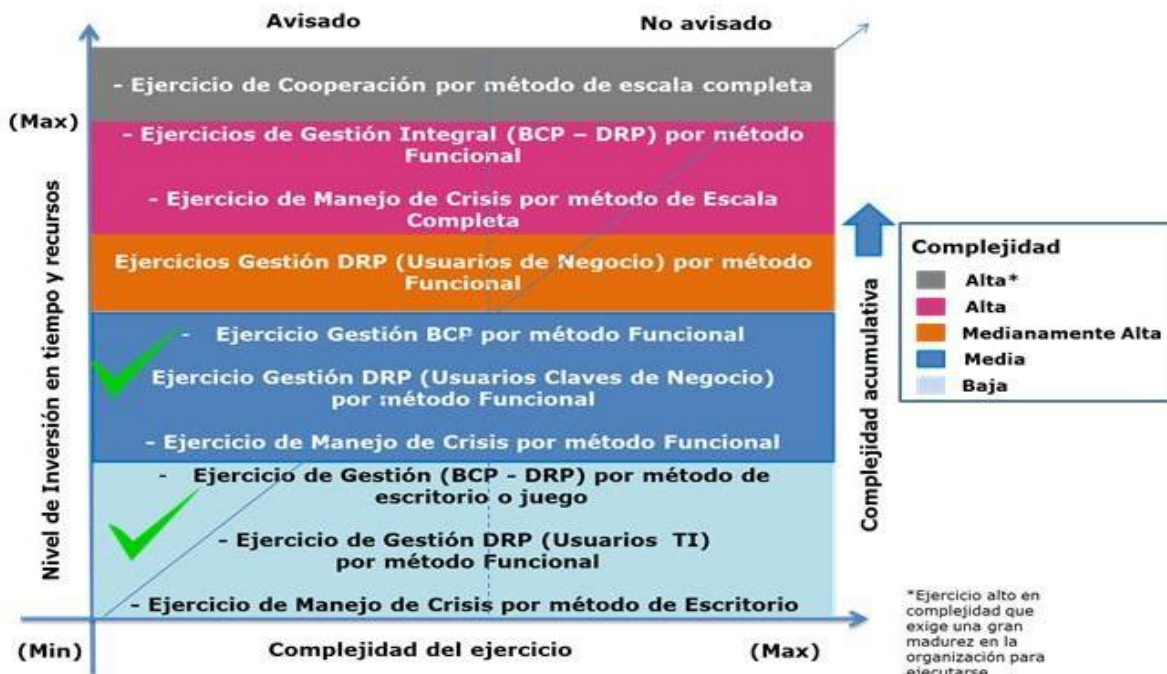 Avisado
No avisado
- Ejercicio de Cooperación por método de escala completa
(Max)
- Ejercicios de Gestión Integral (BCP – DRP) por método
Funcional
- Ejercicio de Manejo de Crisis por método de Escala
Completa
Ejercicios Gestión DRP (Usuarios de Negocio) por método
Funcional
- Ejercicio Gestión BCP por método Funcional
Ejercicio Gestión DRP (Usuarios Claves de Negocio)
por método Funcional
- Ejercicio de Manejo de Crisis por método Funcional
- Ejercicio de Gestión (BCP - DRP) por método de
escritorio o juego
- Ejercicio de Gestión DRP (Usuarios TI)
por método Funcional
- Ejercicio de Manejo de Crisis por método de Escritorio
Nivel de Inversión en tiempo y recursos
(Min)
Complejidad del ejercicio
(Max)
Complejidad acumulativa
Complejidad
Alta*
Alta
Medianamente Alta
Media
Baja
*Ejercicio alto en
complejidad que
exige una gran
madurez en la
organización para
ejecutarse